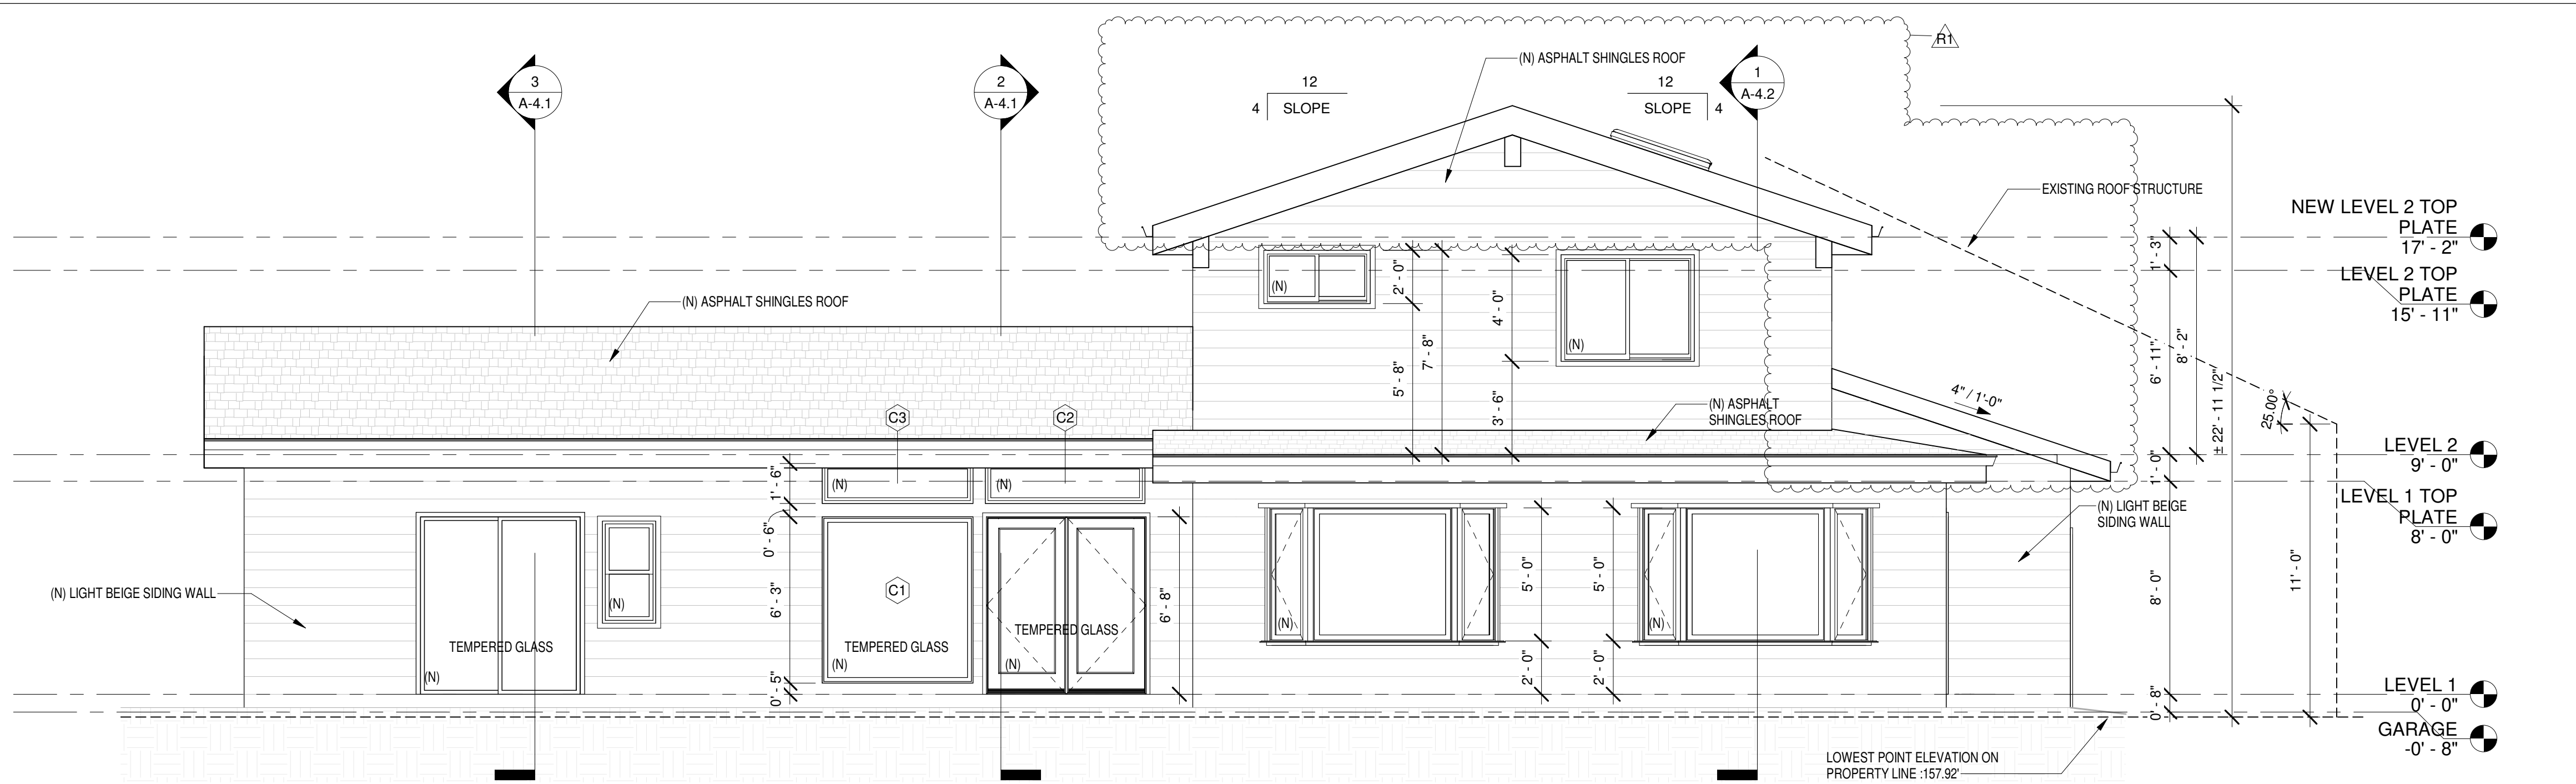 R1
(N) ASPHALT SHINGLES ROOF
3
A-4.1
2
A-4.1
1
A-4.2
12
4 SLOPE
12
SLOPE 4
EXISTING ROOF STRUCTURE
NEW LEVEL 2 TOP
PLATE
17' - 2"
LEVEL 2 TOP
PLATE
15' - 11"
LEVEL 2
9' - 0"
LEVEL 1 TOP
PLATE
8' - 0"
LEVEL 1
0' - 0"
GARAGE
-0' - 8"
(N) ASPHALT SHINGLES ROOF
(N)
2' - 0"
5' - 8"
7' - 8"
4' - 0"
3' - 6"
(N)
(N) ASPHALT
SHINGLES ROOF
4" / 1'-0"
25.00°
1' - 3"
6' - 11"
8' - 2"
± 22' - 11 1/2"
1' - 0"
8' - 0"
0' - 8"
11' - 0"
C3
C2
(N)
(N)
1' - 6"
0' - 6"
6' - 3"
0' - 5"
C1
6' - 8"
(N) LIGHT BEIGE SIDING WALL
TEMPERED GLASS
(N)
(N)
TEMPERED GLASS
(N)
TEMPERED GLASS
(N)
(N)
5' - 0"
2' - 0"
5' - 0"
2' - 0"
(N)
(N) LIGHT BEIGE
SIDING WALL
LOWEST POINT ELEVATION ON
PROPERTY LINE :157.92'